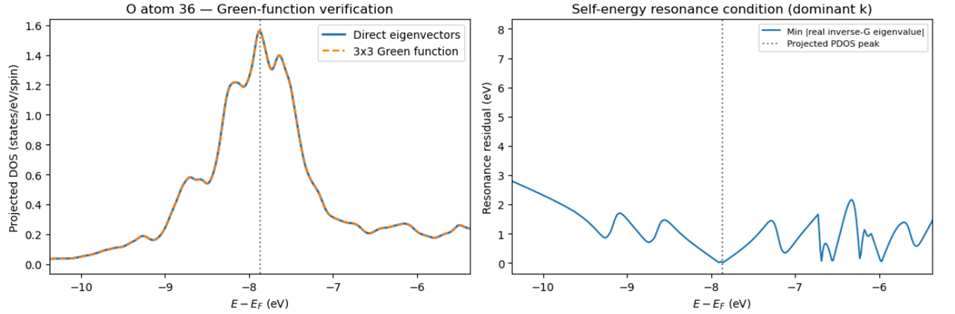 O atom 36 — Green-function verification
Projected DOS (states/eV/spin)
1.6
1.4
1.2
1.0
0.8
0.6
0.4
0.2
0.0
Direct eigenvectors
3x3 Green function
−10 −9 −8 −7 −6
E − E_F (eV)
Self-energy resonance condition (dominant k)
Resonance residual (eV)
8
7
6
5
4
3
2
1
0
Min |real inverse-G eigenvalue|
Projected PDOS peak
−10 −9 −8 −7 −6
E − E_F (eV)